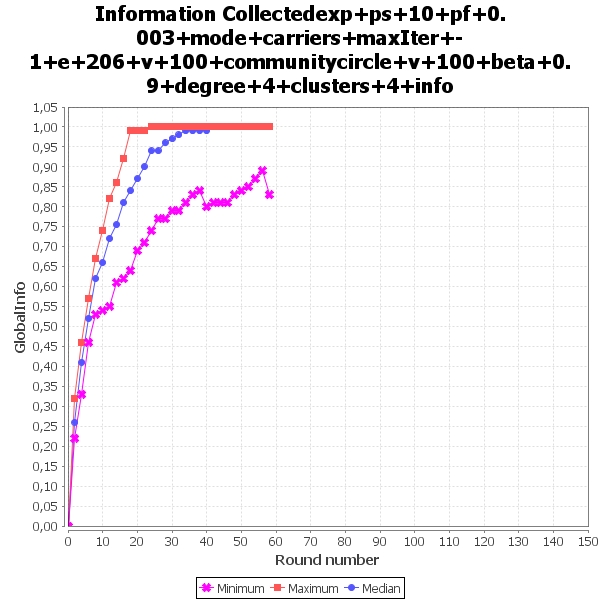 Information Collectedexp+ps+10+pf+0.
003+mode+carriers+maxIter+-
1+e+206+v+100+communitycircle+v+100+beta+0.
9+degree+4+clusters+4+info
1,05
1,00
0,95
0,90
0,85
0,80
0,75
0,70
0,65
0,60
0,55
0,50
0,45
0,40
0,35
0,30
0,25
0,20
0,15
0,10
0,05
0,00
Global Info
0 10 20 30 40 50 60 70 80 90 100 110 120 130 140 150
Round number
Minimum Maximum Median